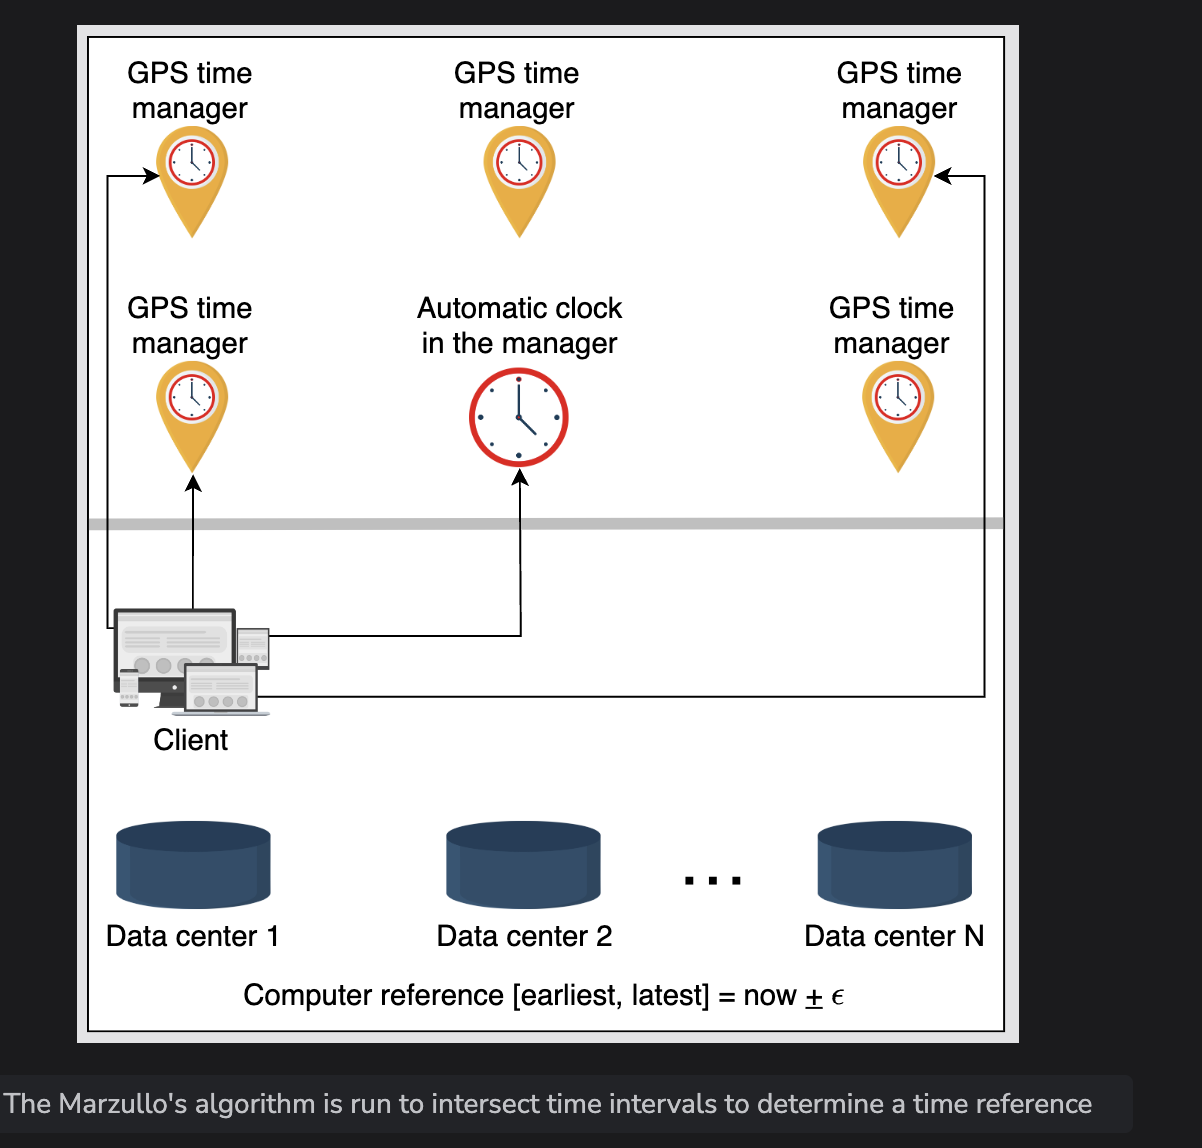 GPS time
manager
GPS time
manager
GPS time
manager
GPS time
manager
Automatic clock
in the manager
GPS time
manager
Client
Data center 1
Data center 2
...
Data center N
Computer reference [earliest, latest] = now ± ϵ
The Marzullo's algorithm is run to intersect time intervals to determine a time reference